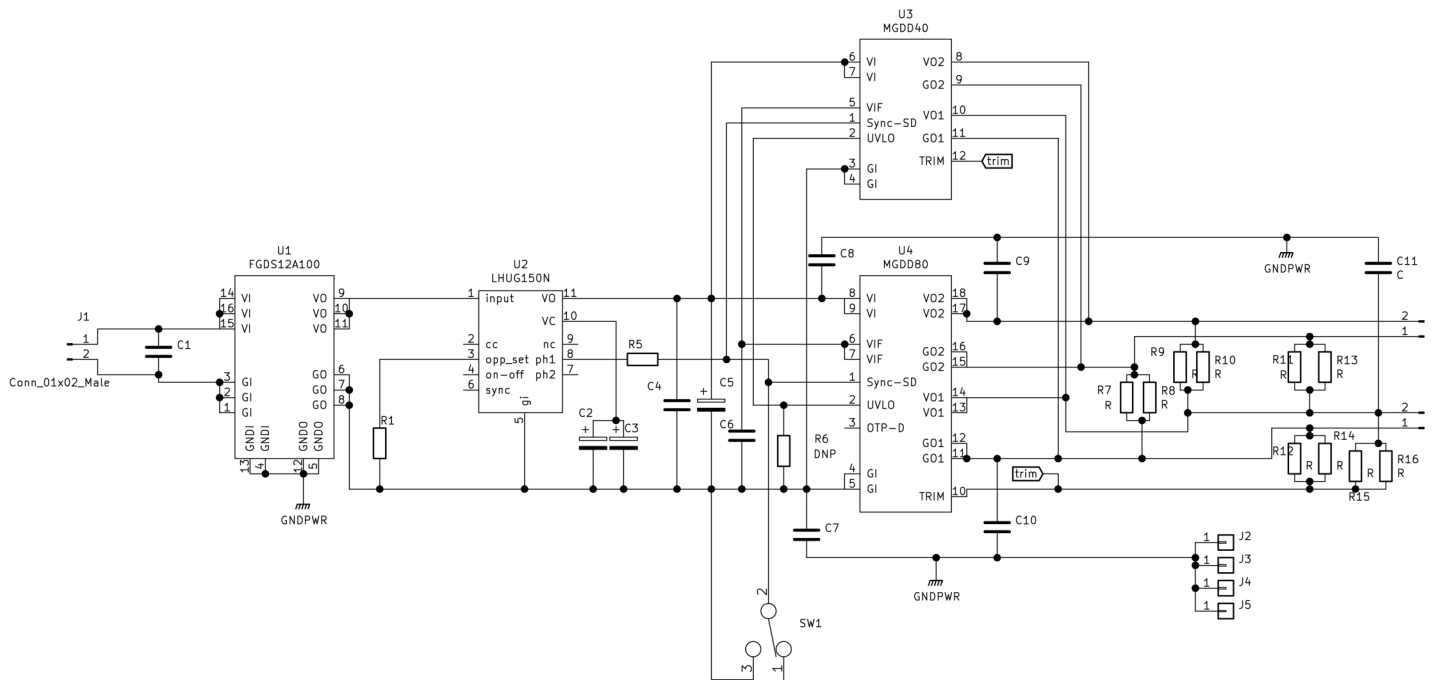 U3
MGDD40
6 VI VO2 8
7 VI GO2 9
5 VIF VO1 10
1 Sync-SD GO1 11
2 UVLO
TRIM 12 trim
3 GI
4 GI
U1
FGDS12A100
14 VI VO 9
16 VI VO 10
15 VI VO 11
GO 6
3 GI GO 7
2 GI GO 8
1 GI
GNDI GNDI GNDO GNDO
13 4 12 5
GNDPWR
J1
1
2
Conn_01x02_Male
C1
U2
LHUG150N
1 input VO 11
VC 10
2 cc nc 9
3 opp_set ph1 8
4 on-off ph2 7
6 sync
gi
5
R1
R5
C2
+
C3
+
C4
C5
+
C6
R6
DNP
C7
C8
U4
MGDD80
8 VI VO2 18
9 VI VO2 17
6 VIF GO2 16
7 VIF GO2 15
1 Sync-SD VO1 14
2 UVLO VO1 13
3 OTP-D GO1 12
GO1 11
4 GI
5 GI TRIM 10
trim
C9
C10
GNDPWR
GNDPWR
C11
C
2
1
2
1
R9
R
R10
R
R7
R
R8
R
R11
R
R13
R
R12
R
R14
R
R15
R
R16
R
1 J2
1 J3
1 J4
1 J5
2
SW1
3 1